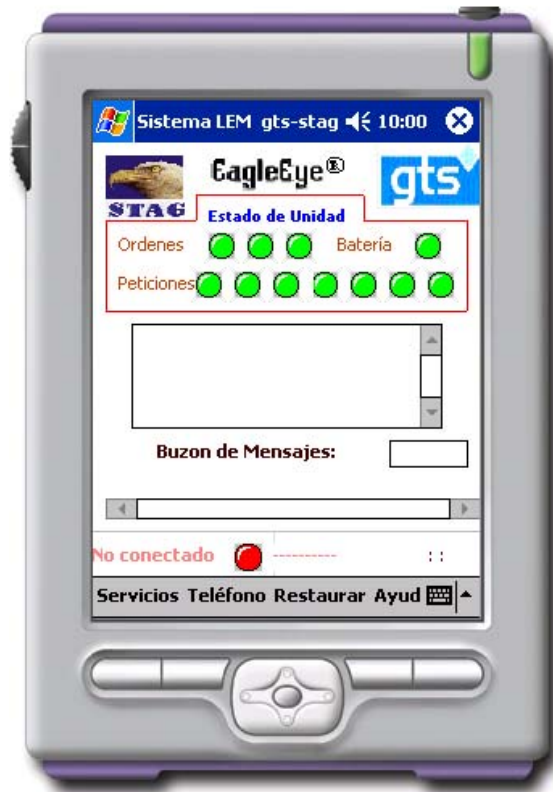 Sistema LEM gts-stag 10:00
EagleEye®
gts
STAG
Estado de Unidad
Ordenes Batería
Peticiones
Buzon de Mensajes:
No conectado ---------- : :
Servicios Teléfono Restaurar Ayud